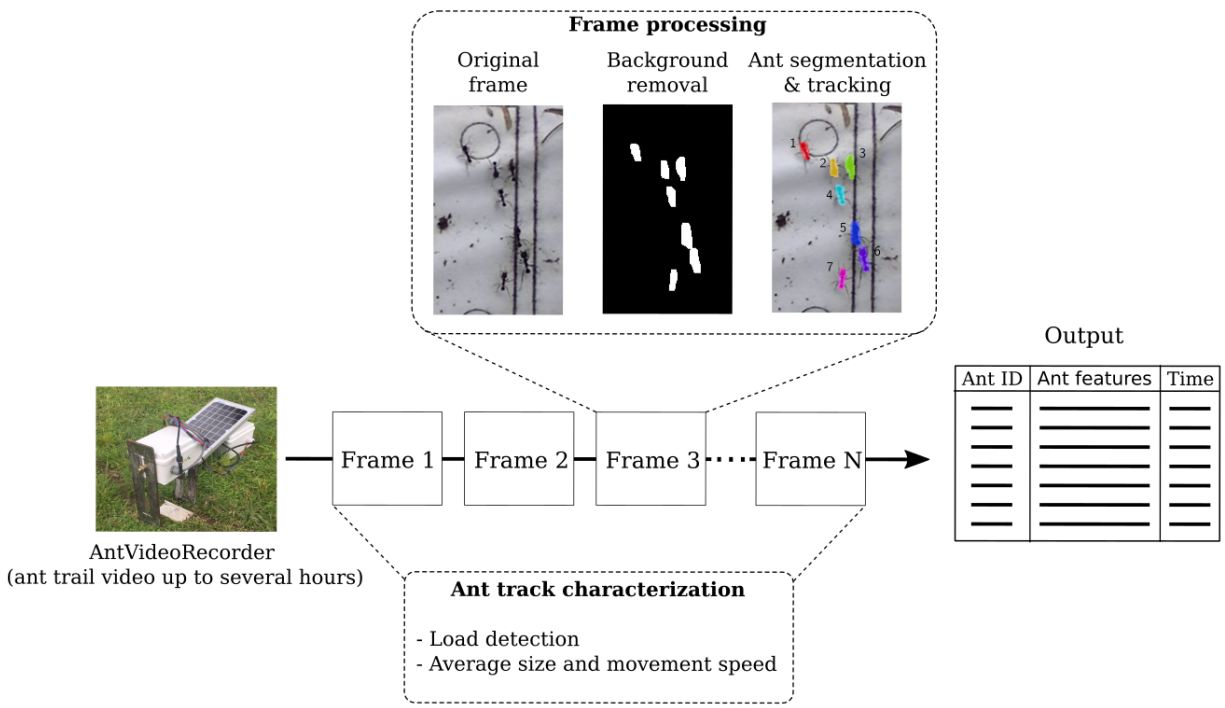 Frame processing
Original
frame
Background
removal
Ant segmentation
& tracking
1
2
3
4
5
6
7
Output
Ant ID
Ant features
Time
Frame 1
Frame 2
Frame 3
Frame N
AntVideoRecorder
(ant trail video up to several hours)
Ant track characterization
- Load detection
- Average size and movement speed